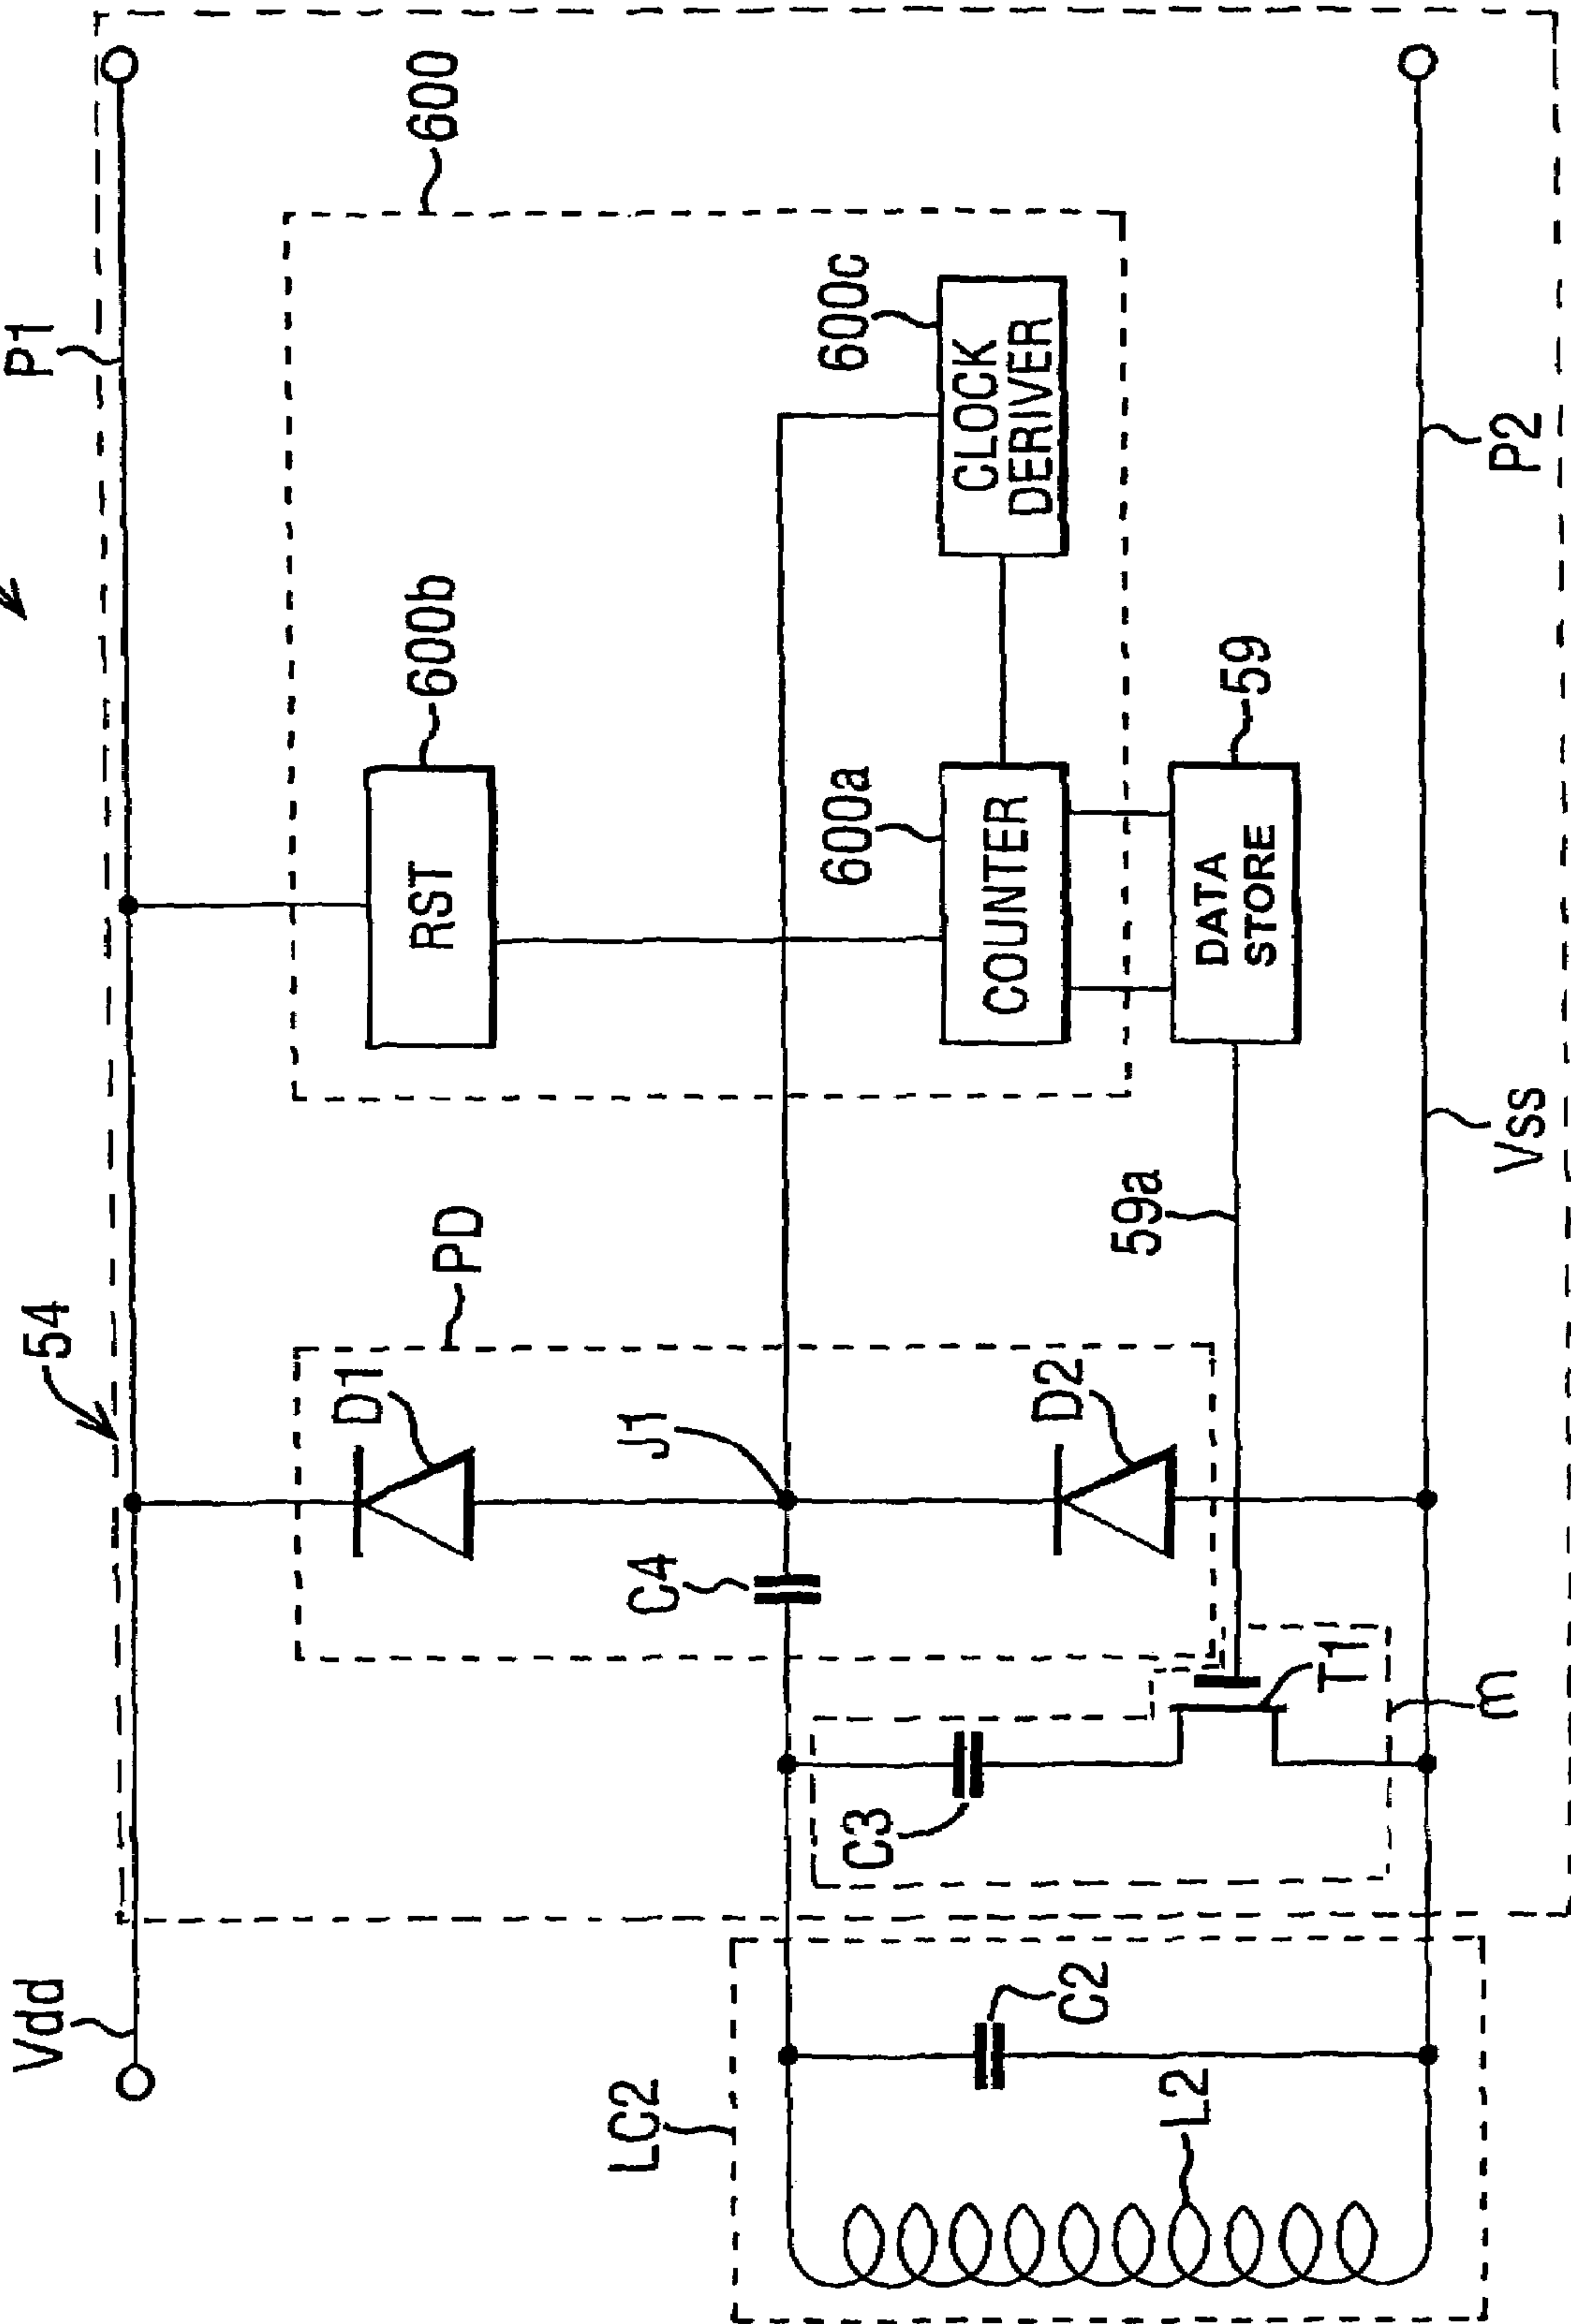 P1
54
Vdd
600
600b
RST
PD
D1
J1
C4
600c
CLOCK
DERIVER
600a
COUNTER
LC2
C3
59
DATA
STORE
59a
D2
C2
L2
T1
m
P2
Vss